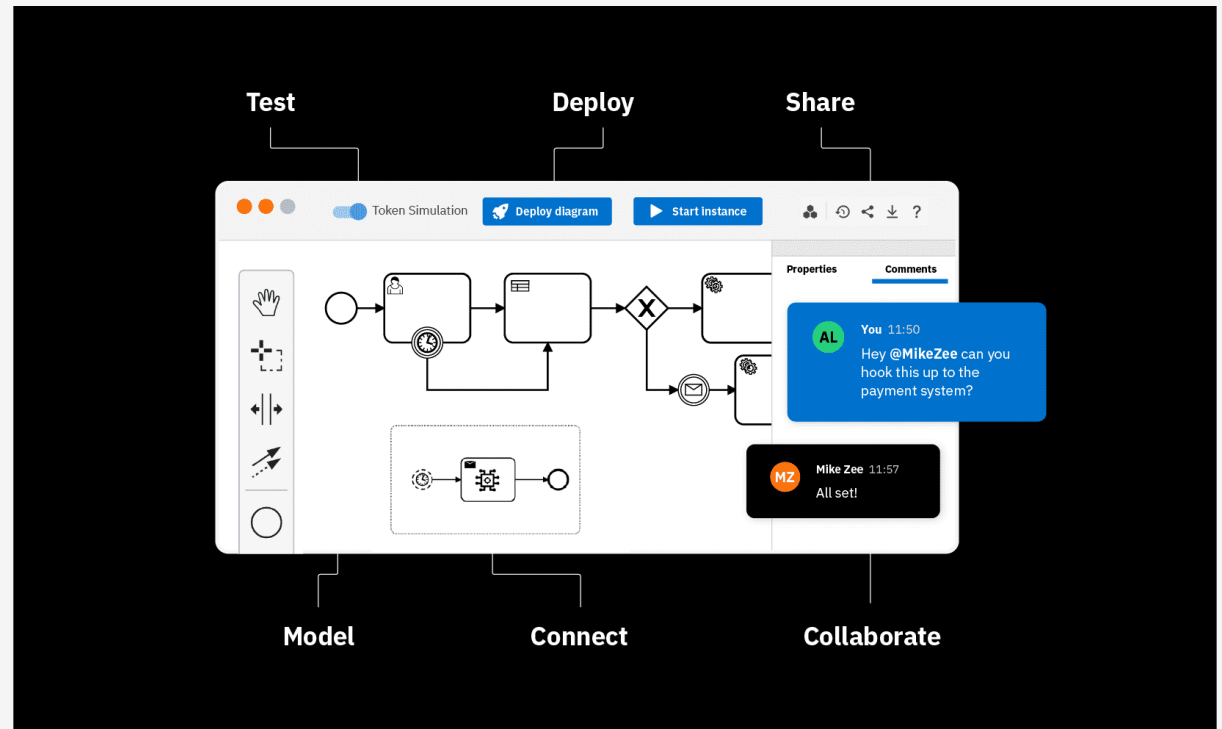 Test
Deploy
Share
Token Simulation
Deploy diagram
Start instance
?
Properties
Comments
X
AL
You 11:50
Hey @MikeZee can you
hook this up to the
payment system?
MZ
Mike Zee 11:57
All set!
Model
Connect
Collaborate